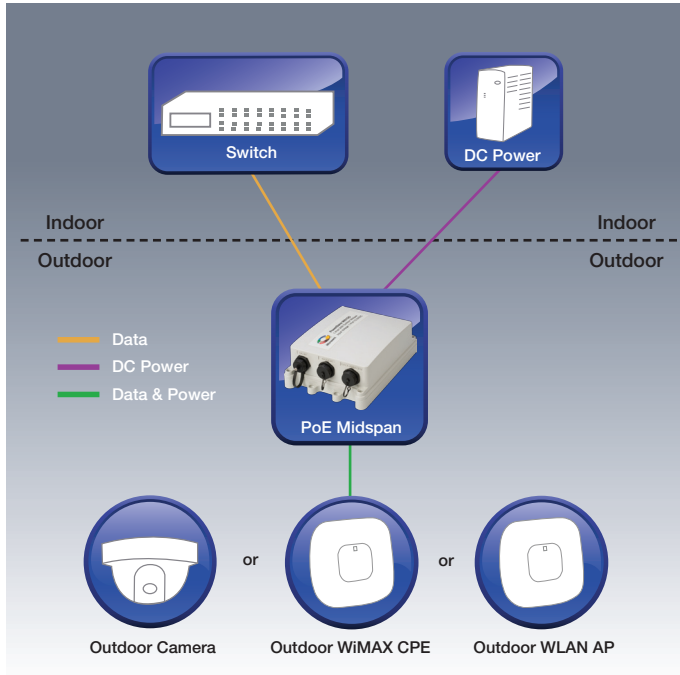 Switch
DC Power
Indoor
Indoor
Outdoor
Outdoor
Data
DC Power
Data & Power
PoE Midspan
or
or
Outdoor Camera
Outdoor WiMAX CPE
Outdoor WLAN AP